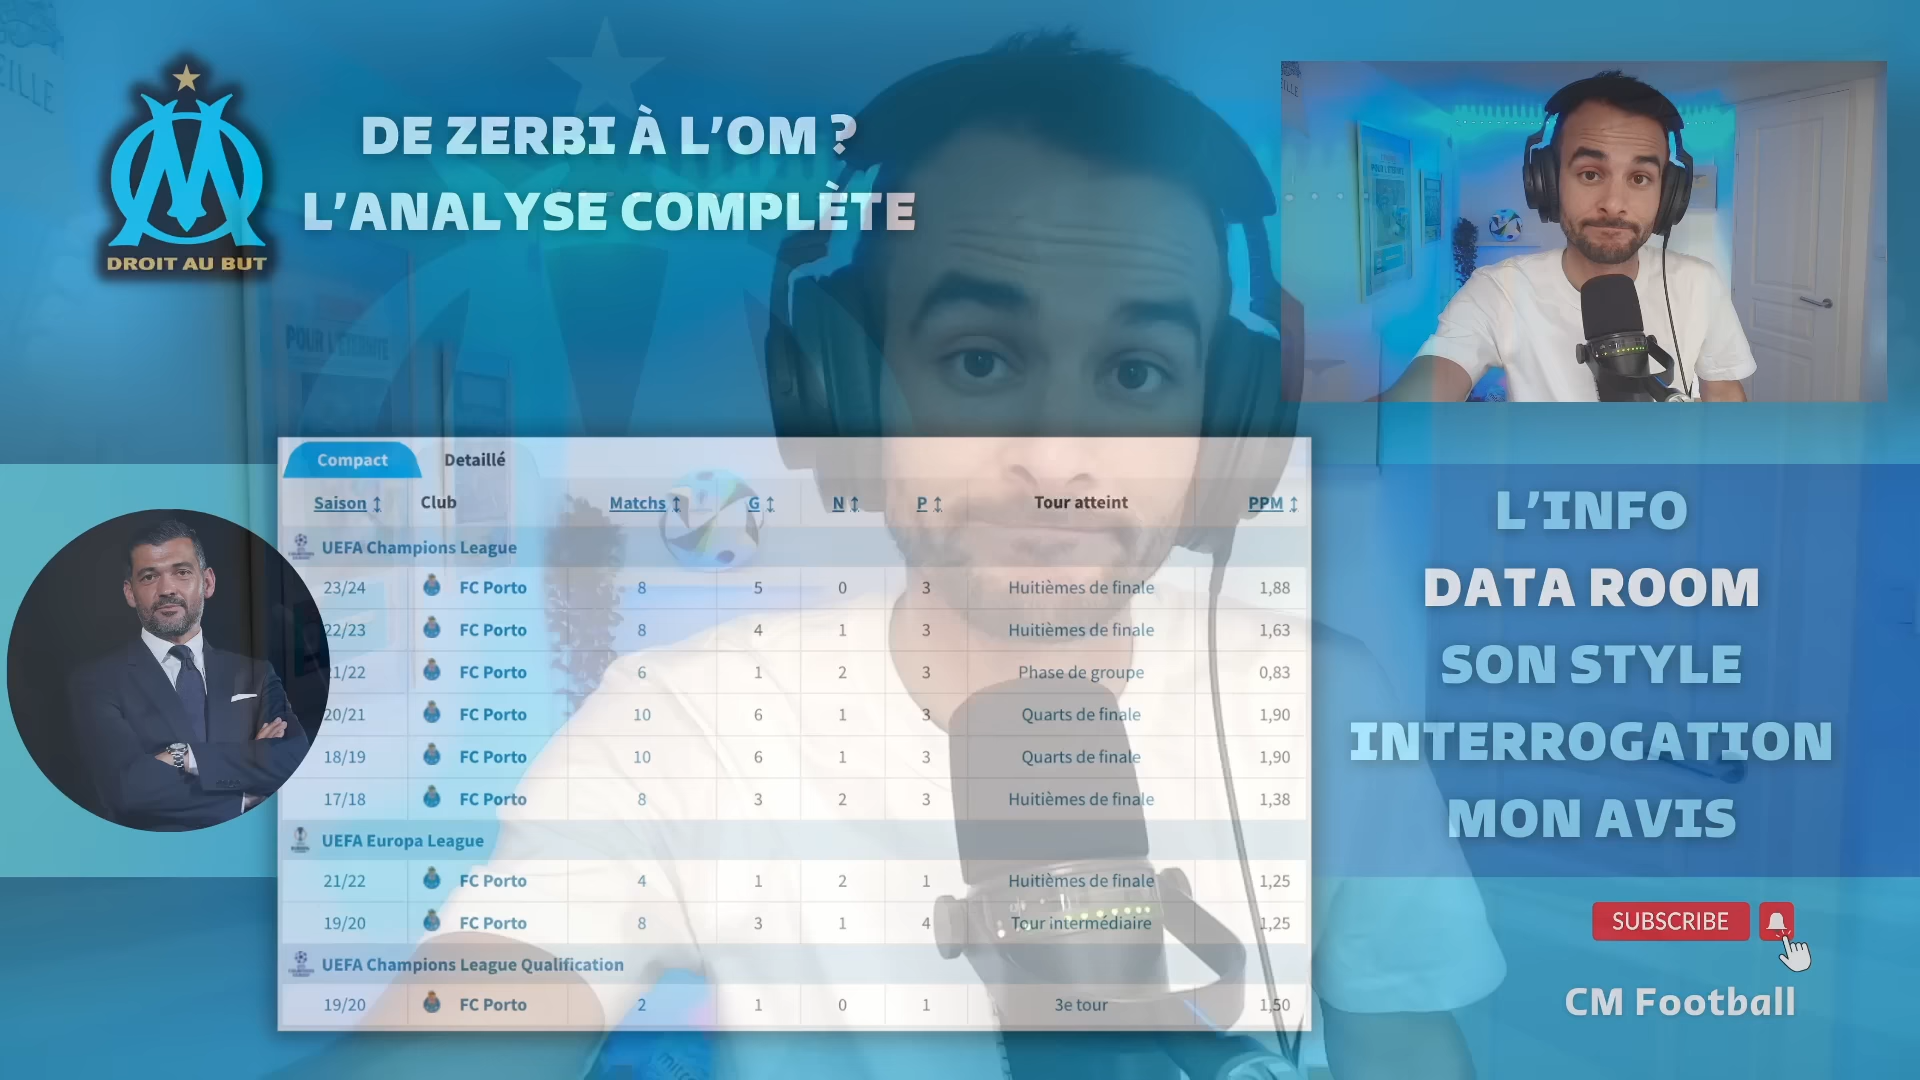 DE ZERBI À L'OM ?
L'ANALYSE COMPLÈTE
DROIT AU BUT
POUR L'ÉTERNITÉ
Compact Detaillé
Saison Club Matchs G N P Tour atteint PPM
UEFA Champions League
23/24 FC Porto 8 5 0 3 Huitièmes de finale 1,88
22/23 FC Porto 8 4 1 3 Huitièmes de finale 1,63
1/22 FC Porto 6 1 2 3 Phase de groupe 0,83
20/21 FC Porto 10 6 1 3 Quarts de finale 1,90
18/19 FC Porto 10 6 1 3 Quarts de finale 1,90
17/18 FC Porto 8 3 2 3 Huitièmes de finale 1,38
UEFA Europa League
21/22 FC Porto 4 1 2 1 Huitièmes de finale 1,25
19/20 FC Porto 8 3 1 4 Tour intermédiaire 1,25
UEFA Champions League Qualification
19/20 FC Porto 2 1 0 1 3e tour 1,50
L'INFO
DATA ROOM
SON STYLE
INTERROGATION
MON AVIS
SUBSCRIBE
CM Football